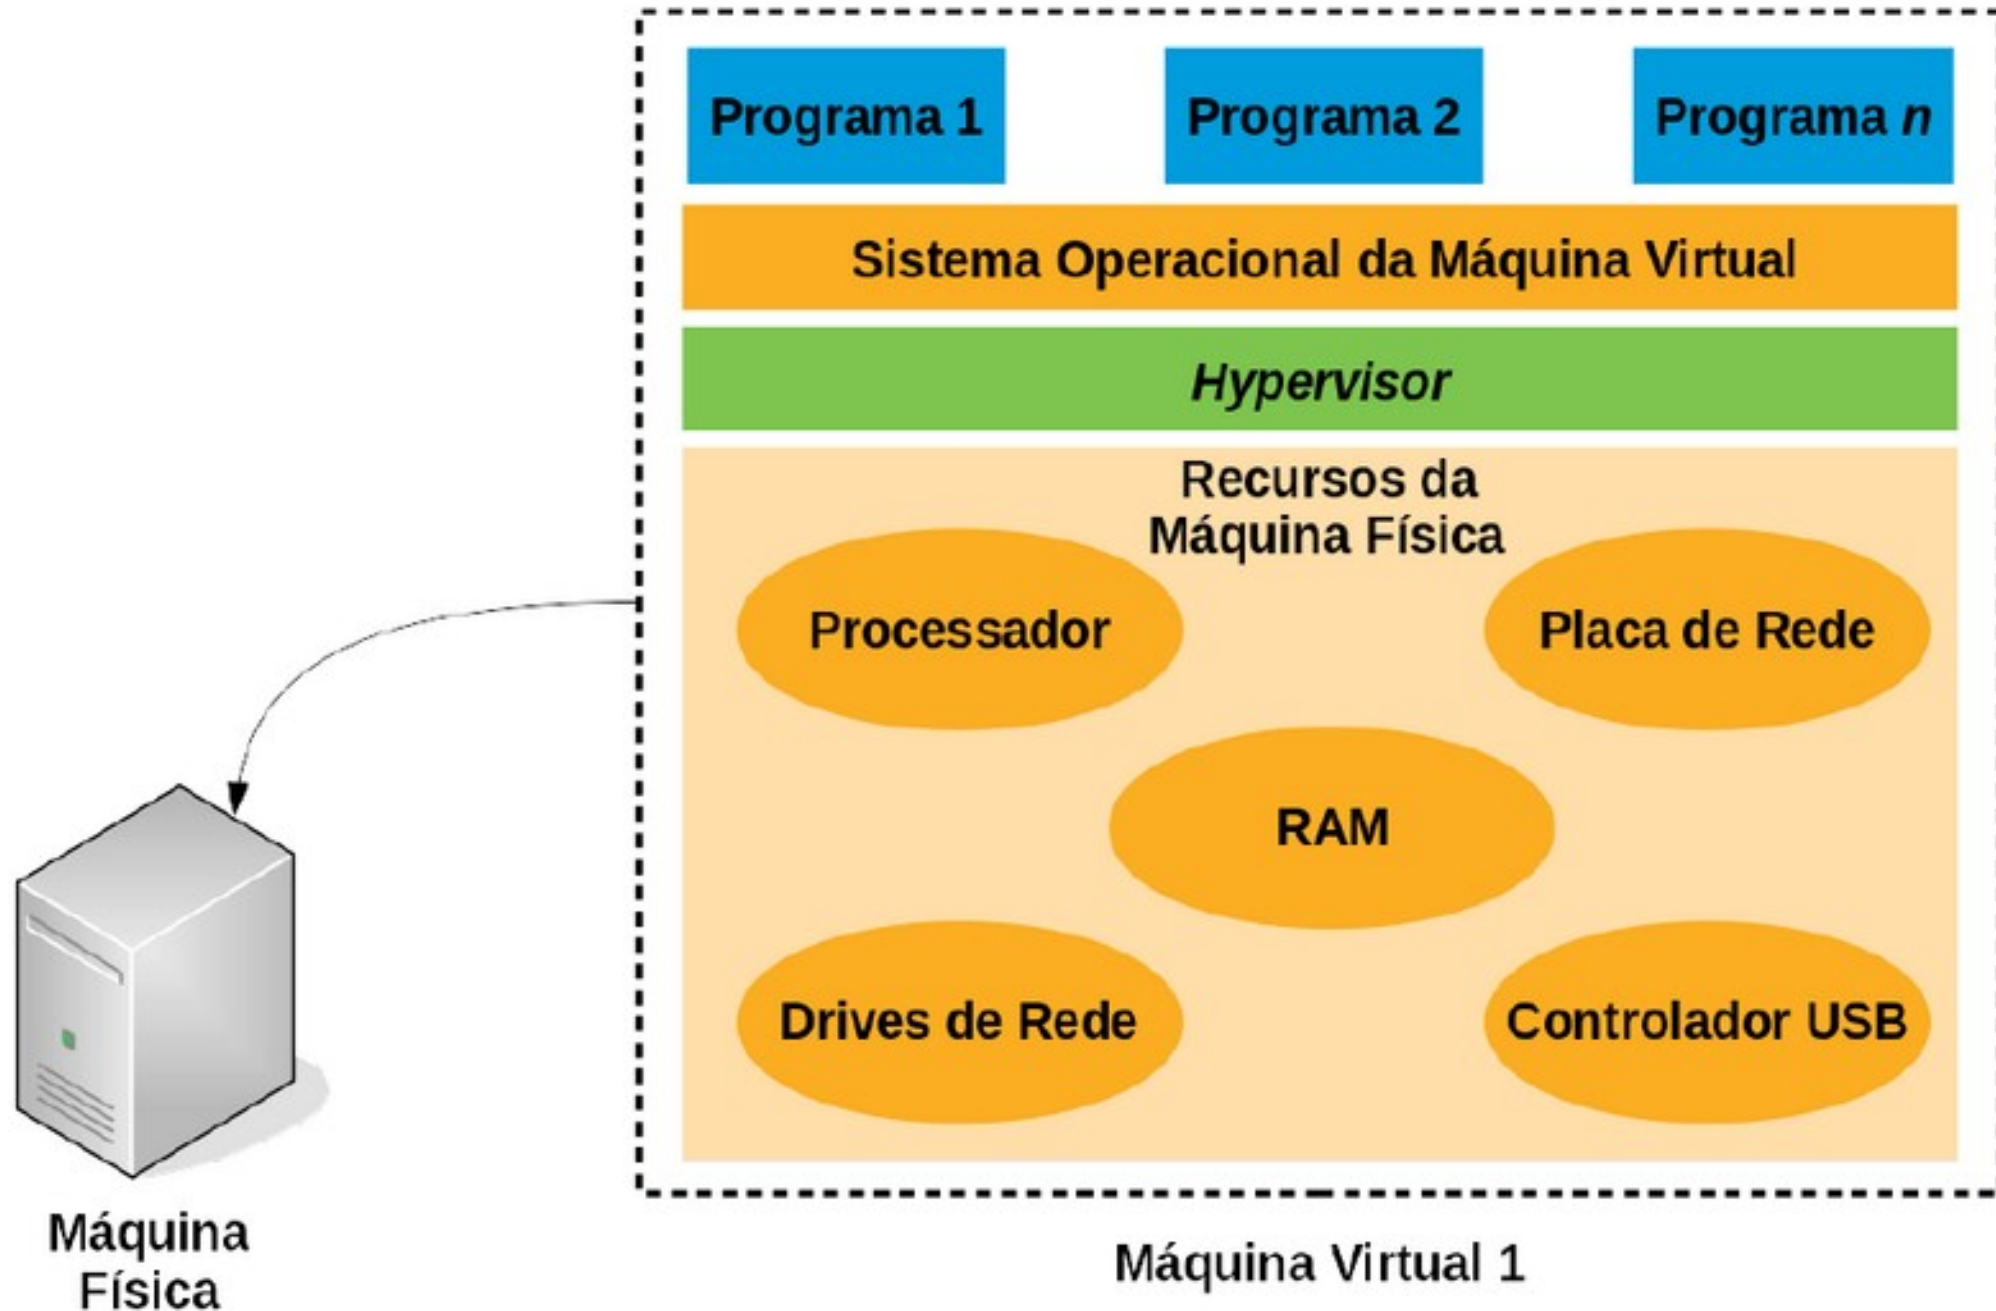 Programa 1
Programa 2
Programa n
Sistema Operacional da Máquina Virtual
Hypervisor
Recursos da
Máquina Física
Processador
Placa de Rede
RAM
Drives de Rede
Controlador USB
Máquina
Física
Máquina Virtual 1